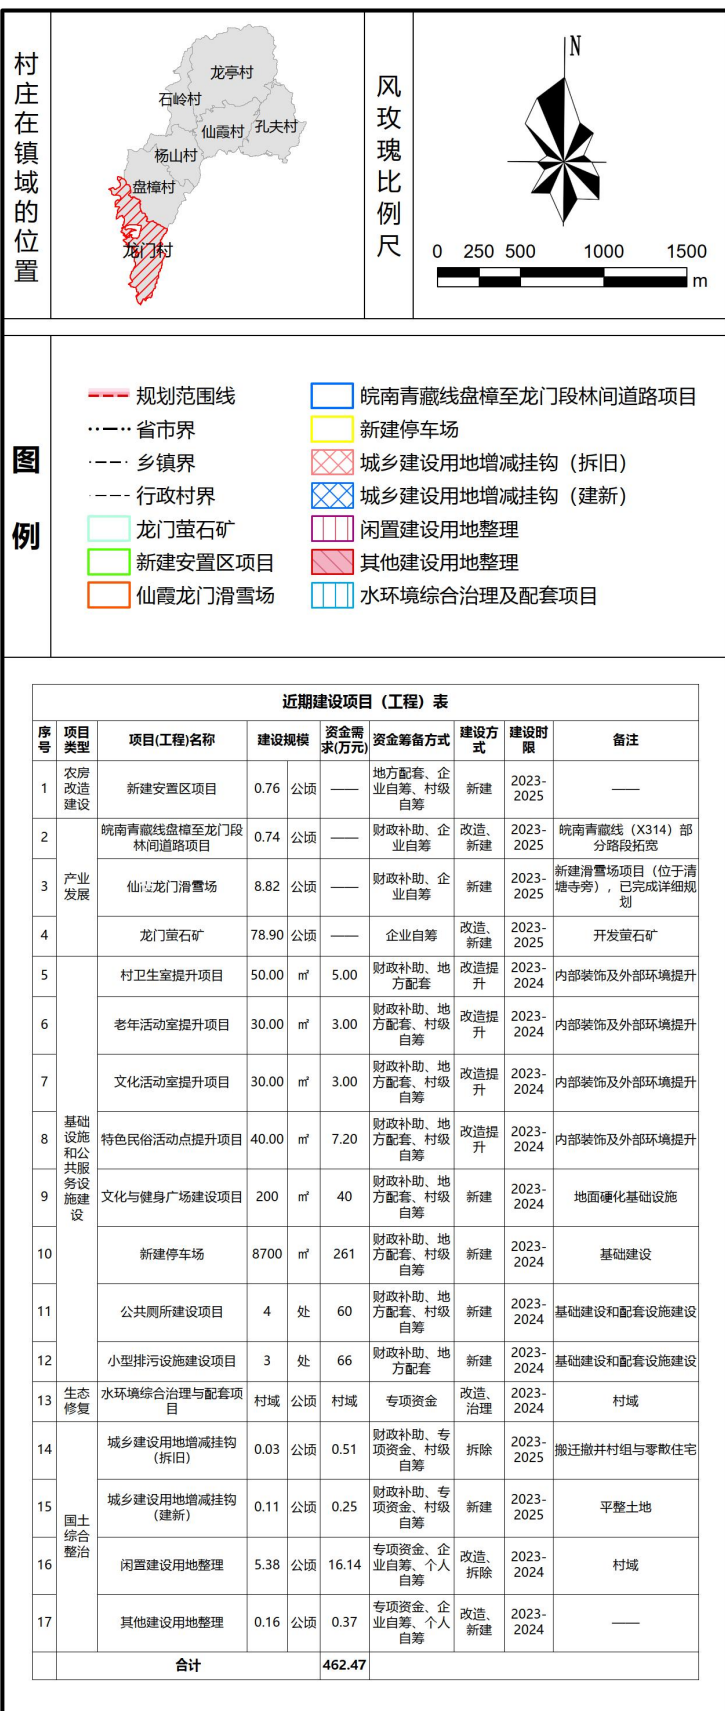 村庄在镇域的位置
龙亭村
石岭村
仙霞村
孔夫村
杨山村
盘樟村
龙门村
风玫瑰比例尺
N
0 250 500 1000 1500
m
图例
规划范围线
省市界
乡镇界
行政村界
龙门萤石矿
新建安置区项目
仙霞龙门滑雪场
皖南青藏线盘樟至龙门段林间道路项目
新建停车场
城乡建设用地增减挂钩（拆旧）
城乡建设用地增减挂钩（建新）
闲置建设用地整理
其他建设用地整理
水环境综合治理及配套项目
近期建设项目（工程）表
序号 项目类型 项目(工程)名称 建设规模 资金需求(万元) 资金筹备方式 建设方式 建设时限 备注
1 农房改造建设 新建安置区项目 0.76 公顷 —— 地方配套、企业自筹、村级自筹 新建 2023-2025 ——
2 产业发展 皖南青藏线盘樟至龙门段林间道路项目 0.74 公顷 —— 财政补助、企业自筹 改造、新建 2023-2025 皖南青藏线（X314）部分路段拓宽
3 仙霞龙门滑雪场 8.82 公顷 —— 财政补助、企业自筹 新建 2023-2025 新建滑雪场项目（位于清塘寺旁），已完成详细规划
4 龙门萤石矿 78.90 公顷 —— 企业自筹 改造、新建 2023-2025 开发萤石矿
5 基础设施和公共服务设施建设 村卫生室提升项目 50.00 ㎡ 5.00 财政补助、地方配套 改造提升 2023-2024 内部装饰及外部环境提升
6 老年活动室提升项目 30.00 ㎡ 3.00 财政补助、地方配套、村级自筹 改造提升 2023-2024 内部装饰及外部环境提升
7 文化活动室提升项目 30.00 ㎡ 3.00 财政补助、地方配套、村级自筹 改造提升 2023-2024 内部装饰及外部环境提升
8 特色民俗活动点提升项目 40.00 ㎡ 7.20 财政补助、地方配套、村级自筹 改造提升 2023-2024 内部装饰及外部环境提升
9 文化与健身广场建设项目 200 ㎡ 40 财政补助、地方配套、村级自筹 新建 2023-2024 地面硬化基础设施
10 新建停车场 8700 ㎡ 261 财政补助、地方配套、村级自筹 新建 2023-2024 基础建设
11 公共厕所建设项目 4 处 60 财政补助、地方配套、村级自筹 新建 2023-2024 基础建设和配套设施建设
12 小型排污设施建设项目 3 处 66 财政补助、地方配套 新建 2023-2024 基础建设和配套设施建设
13 生态修复 水环境综合治理与配套项目 村域 公顷 村域 专项资金 改造、治理 2023-2024 村域
14 国土综合整治 城乡建设用地增减挂钩（拆旧） 0.03 公顷 0.51 财政补助、专项资金、村级自筹 拆除 2023-2025 搬迁撤并村组与零散住宅
15 城乡建设用地增减挂钩（建新） 0.11 公顷 0.25 财政补助、专项资金、村级自筹 新建 2023-2025 平整土地
16 闲置建设用地整理 5.38 公顷 16.14 专项资金、企业自筹、个人自筹 改造、拆除 2023-2024 村域
17 其他建设用地整理 0.16 公顷 0.37 专项资金、企业自筹、个人自筹 改造、新建 2023-2024 ——
合计 462.47